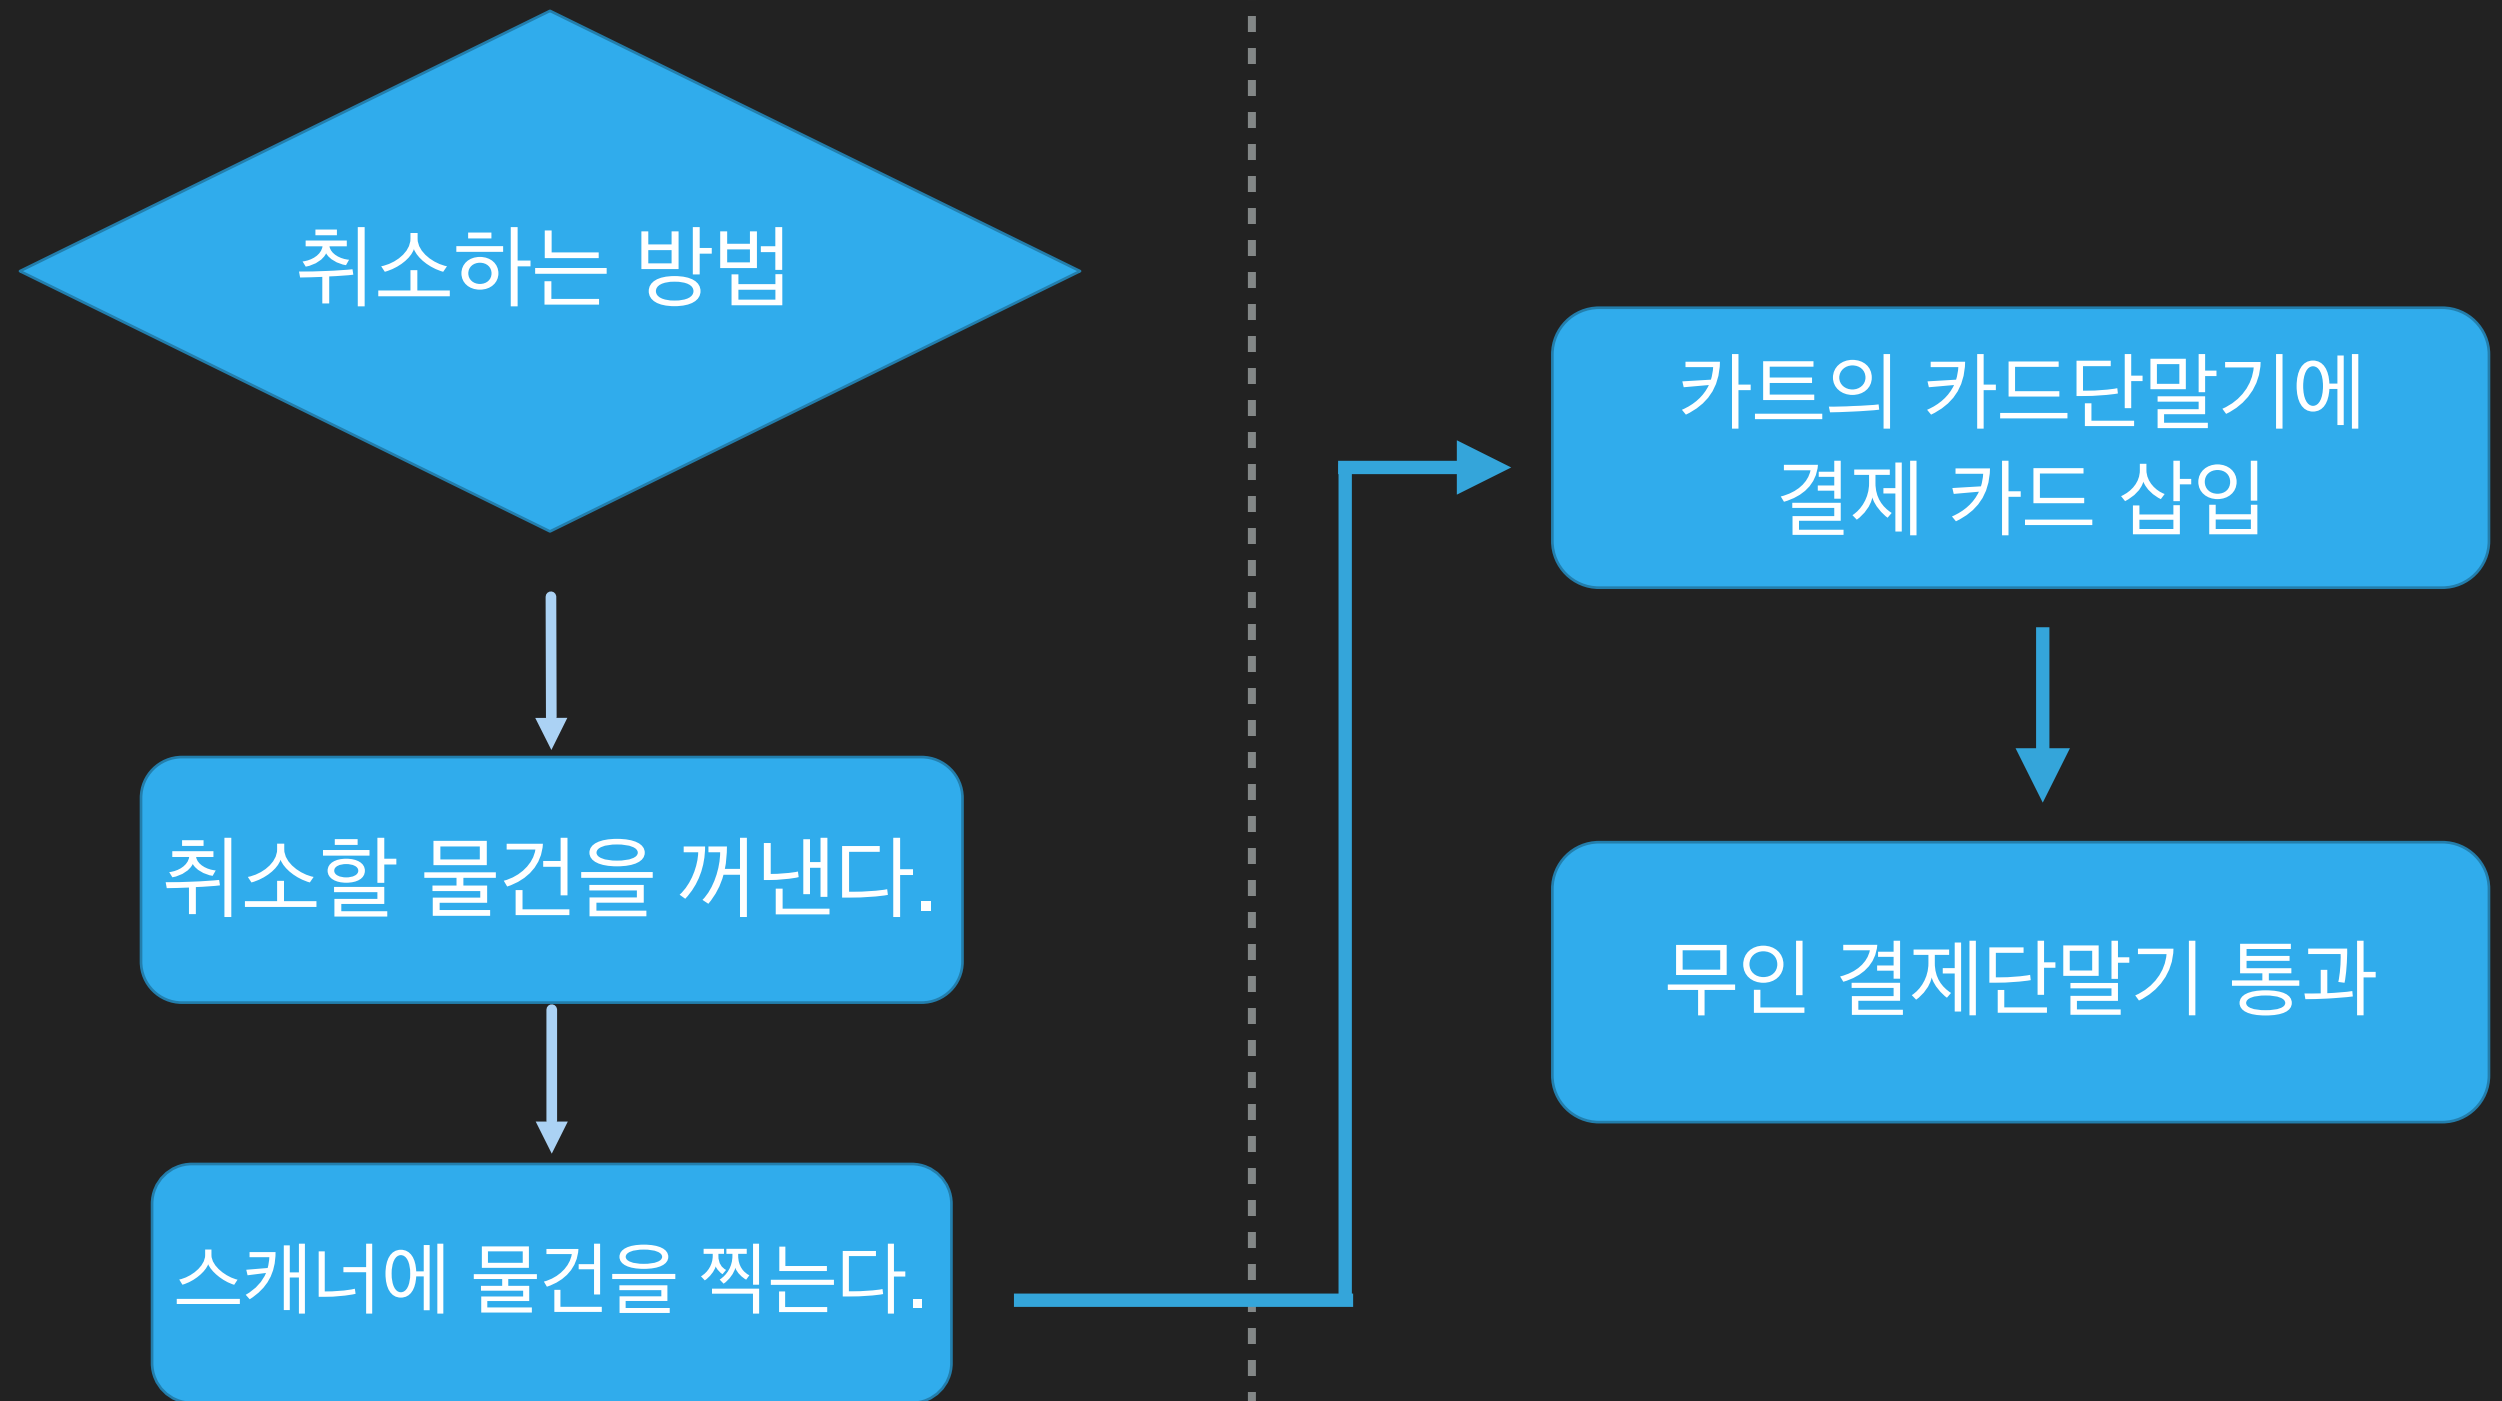 취소하는 방법
취소할 물건을 꺼낸다.
스캐너에 물건을 찍는다.
카트의 카드단말기에
결제 카드 삽입
무인 결제단말기 통과